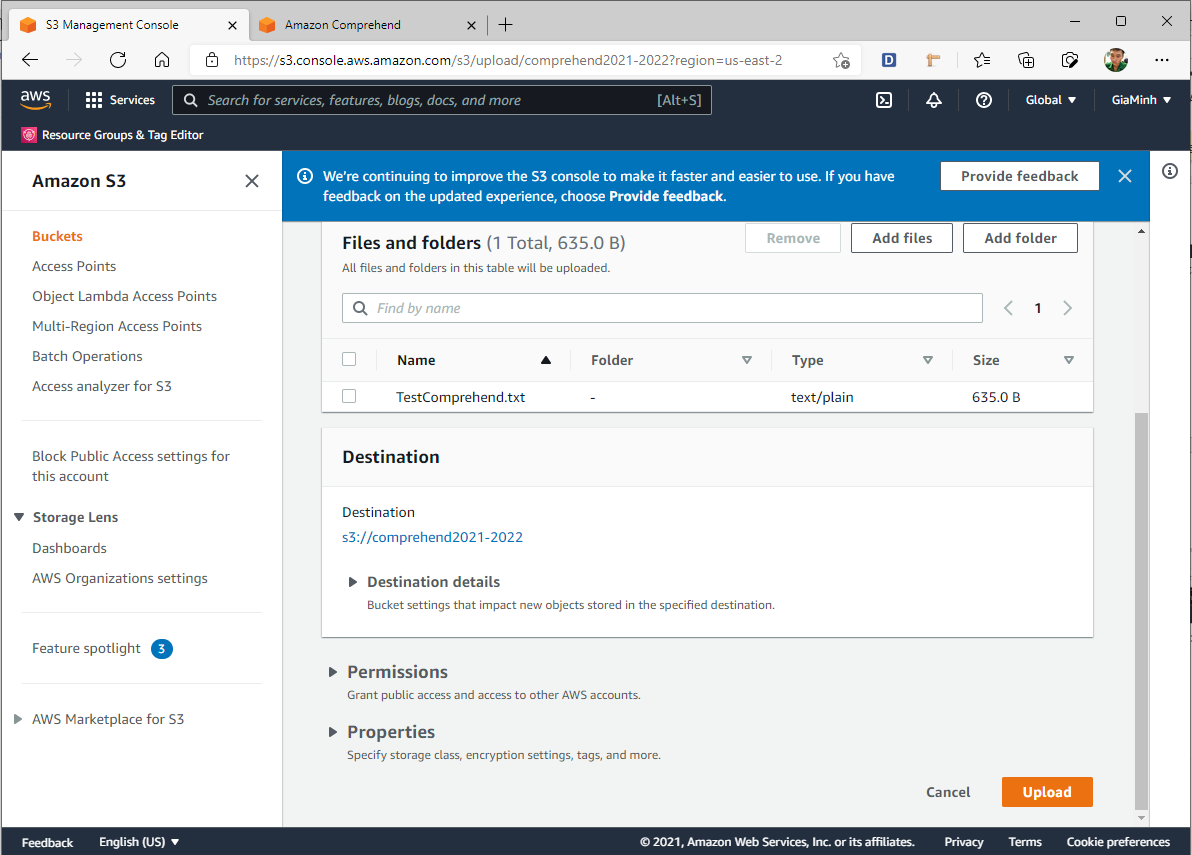 S3 Management Console
Amazon Comprehend
https://s3.console.aws.amazon.com/s3/upload/comprehend2021-2022?region=us-east-2
D
aws
Services
Search for services, features, blogs, docs, and more
[Alt+S]
Global
GiaMinh
Resource Groups & Tag Editor
Amazon S3
Buckets
Access Points
Object Lambda Access Points
Multi-Region Access Points
Batch Operations
Access analyzer for S3
Block Public Access settings for
this account
Storage Lens
Dashboards
AWS Organizations settings
Feature spotlight 3
AWS Marketplace for S3
We're continuing to improve the S3 console to make it faster and easier to use. If you have
feedback on the updated experience, choose Provide feedback.
Provide feedback
Files and folders (1 Total, 635.0 B)
Remove
Add files
Add folder
All files and folders in this table will be uploaded.
Find by name
1
Name Folder Type Size
TestComprehend.txt - text/plain 635.0 B
Destination
Destination
s3://comprehend2021-2022
Destination details
Bucket settings that impact new objects stored in the specified destination.
Permissions
Grant public access and access to other AWS accounts.
Properties
Specify storage class, encryption settings, tags, and more.
Cancel
Upload
Feedback
English (US)
© 2021, Amazon Web Services, Inc. or its affiliates.
Privacy
Terms
Cookie preferences